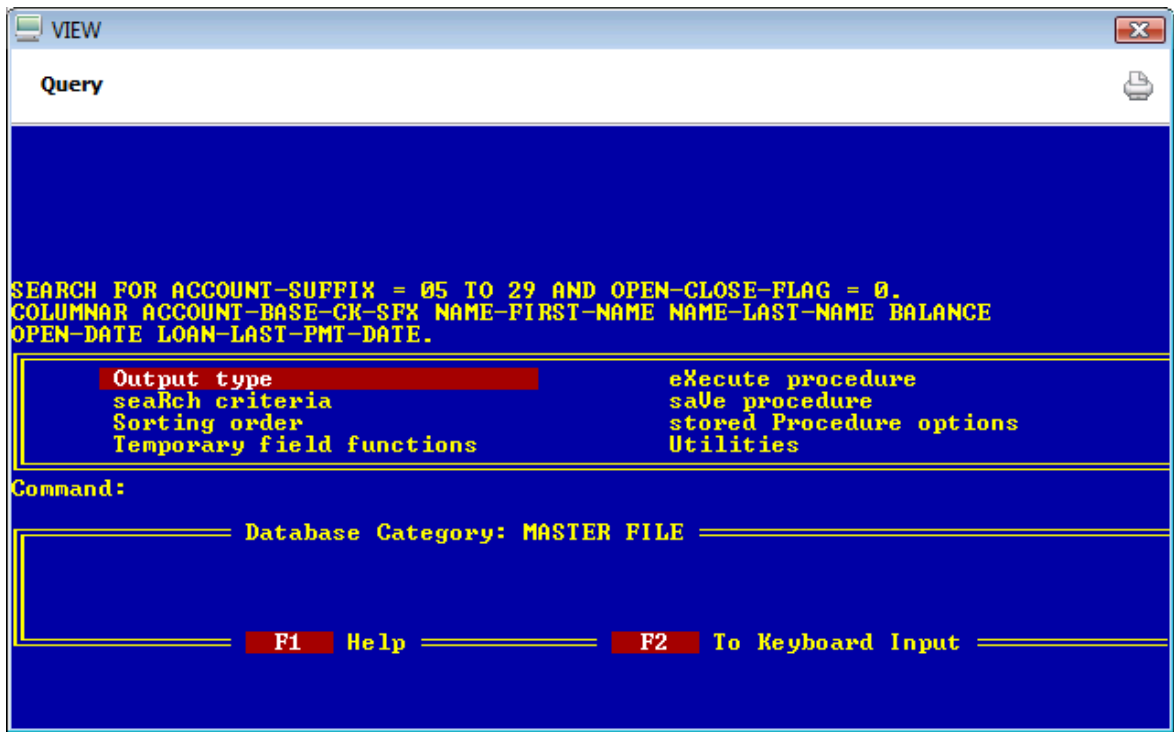 VIEW
Query
SEARCH FOR ACCOUNT-SUFFIX = 05 TO 29 AND OPEN-CLOSE-FLAG = 0.
COLUMNAR ACCOUNT-BASE-CK-SFX NAME-FIRST-NAME NAME-LAST-NAME BALANCE
OPEN-DATE LOAN-LAST-PMT-DATE.
Output type eXecute procedure
seaRch criteria saVe procedure
Sorting order stored Procedure options
Temporary field functions Utilities
Command:
Database Category: MASTER FILE
F1 Help F2 To Keyboard Input